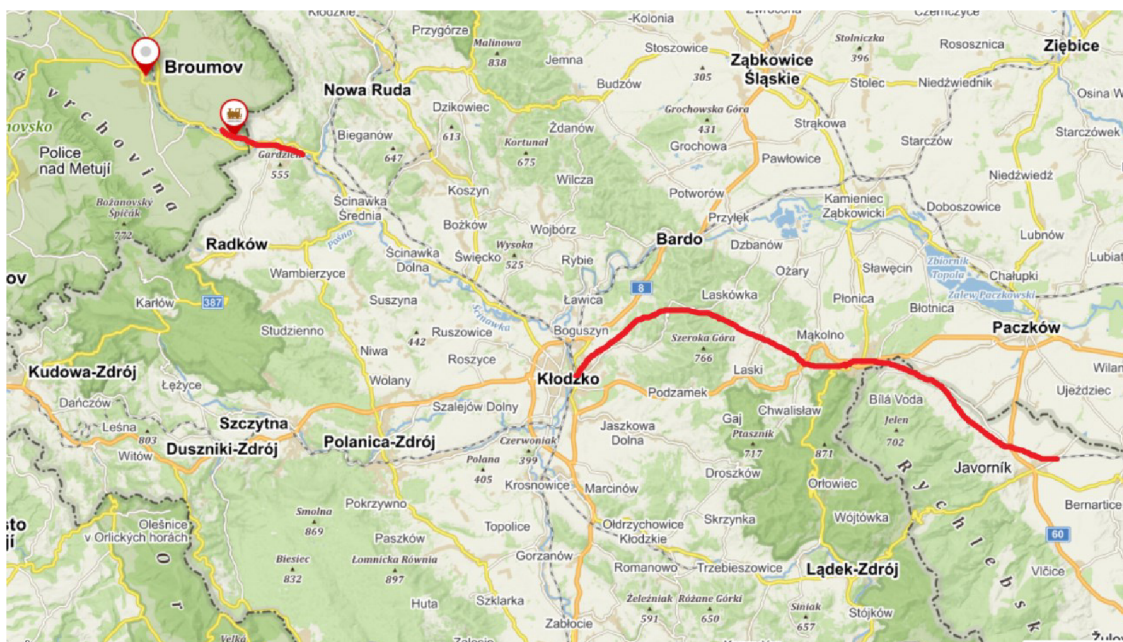 Kłodzkie
Przygórze
Malinowa
838
Jemna
-Kolonia
Stoszowice
Budzów
305
Ząbkowice
Śląskie
Stolniczka
396
Czernczyce
Rososznica
Ziębice
Stolec
Niedźwiednik
Osina
Broumov
Nowa Ruda
Dzikowiec
613
Grochowska Góra
431
Grochowa
Strąkowa
Starczów
Starczówek
Police
nad Metují
vrchovina
Gardzień
555
Bieganów
647
Kortunał
675
Żdanów
Wilcza
Pawłowice
Niedźwiedź
Božanovský
Špičák
772
Koszyn
Potworów
Przyłęk
Kamieniec
Ząbkowicki
Doboszowice
Lubnów
Ścinawka
Średnia
Pośna
Radków
Bożków
Wojbórz
Bardo
Dzbanów
Ścinawka
Dolna
Święcko
Wysoka
525
Rybie
Ożary
Sławęcin
Zbiornik
Topola
Chałupki
Wambierzyce
Karłów
387
Suszyna
Ścinawka
Ławica
8
Laskówka
Płonica
Błotnica
Zalew Paczkowski
Studzienno
442
Ruszowice
Boguszyn
Szeroka Góra
766
Mąkolno
Paczków
Niwa
Roszyce
Kudowa-Zdrój
Łężyce
Wolany
Kłodzko
Podzamek
Laski
Ujeździec
Dańczów
Szczytna
Szalejów Dolny
Bílá Voda
Leśna
803
Witów
Duszniki-Zdrój
Polanica-Zdrój
Czerwoniak
399
Jaszkowa
Dolna
Gaj
Ptasznik
717
Chwalisław
871
Jelen
702
Polana
405
Droszków
Javorník
Krosnowice
Marcinów
Orłowiec
Bernartice
Pokrzywno
Smolna
869
Olešnice
v Orlických horách
Topolice
Ołdrzychowice
Kłodzkie
Skrzynka
Wójtówka
60
Paszków
Biesiec
832
Łomnicka Równia
897
Gorzanów
Romanowo
Trzebieszowice
Lądek-Zdrój
Vlčice
Rychlebsk
Huta
Szklarka
Żeleźniak
591
Różane Górki
650
Siniak
657
Stójków
Zabłocie